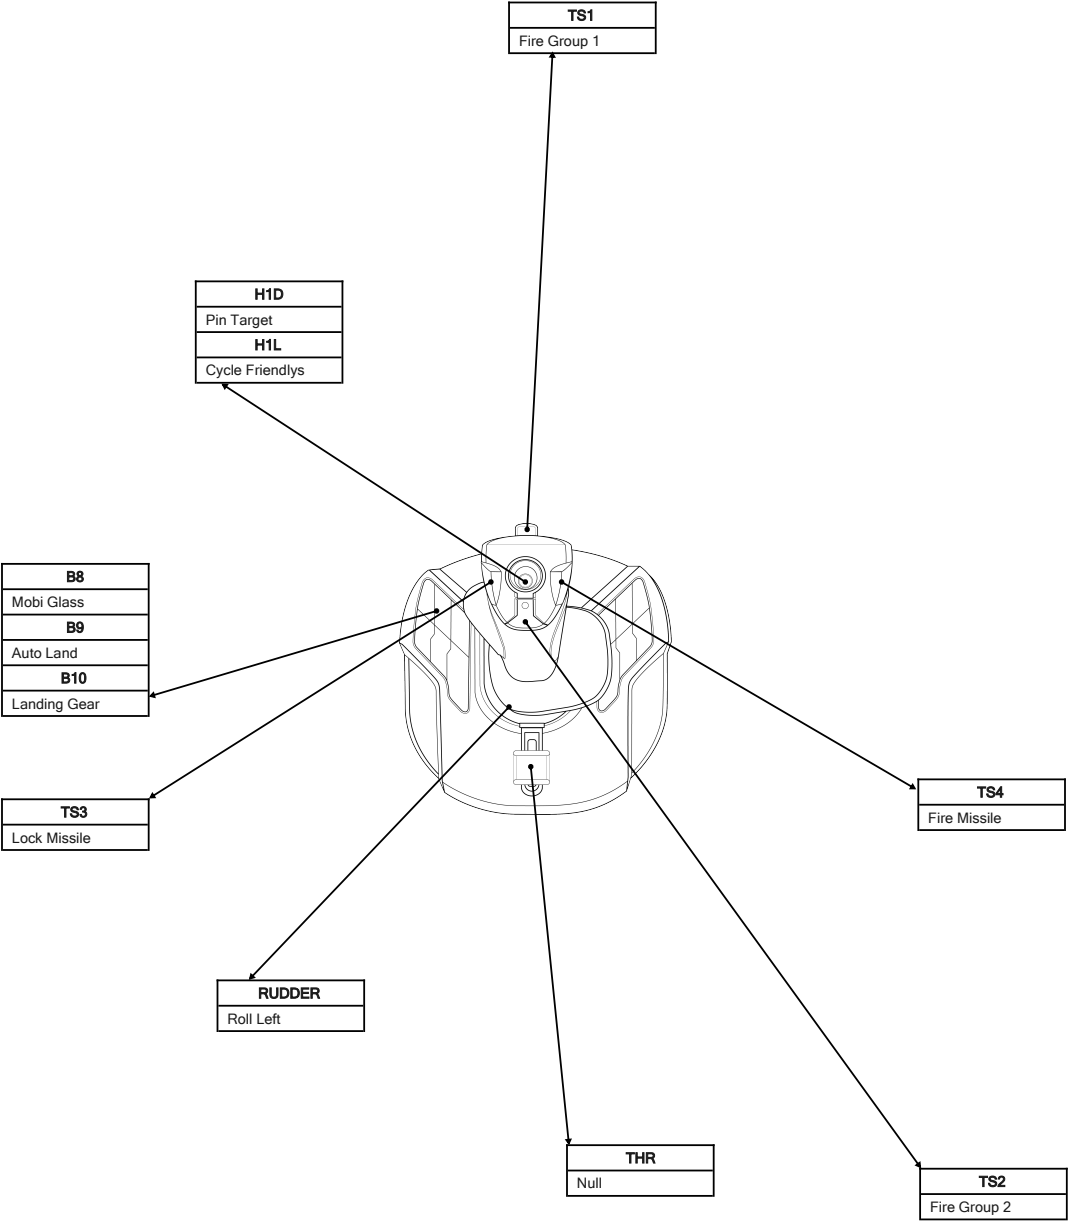 TS1
Fire Group 1
H1D
Pin Target
H1L
Cycle Friendlys
B8
Mobi Glass
B9
Auto Land
B10
Landing Gear
TS3
Lock Missile
TS4
Fire Missile
RUDDER
Roll Left
THR
Null
TS2
Fire Group 2